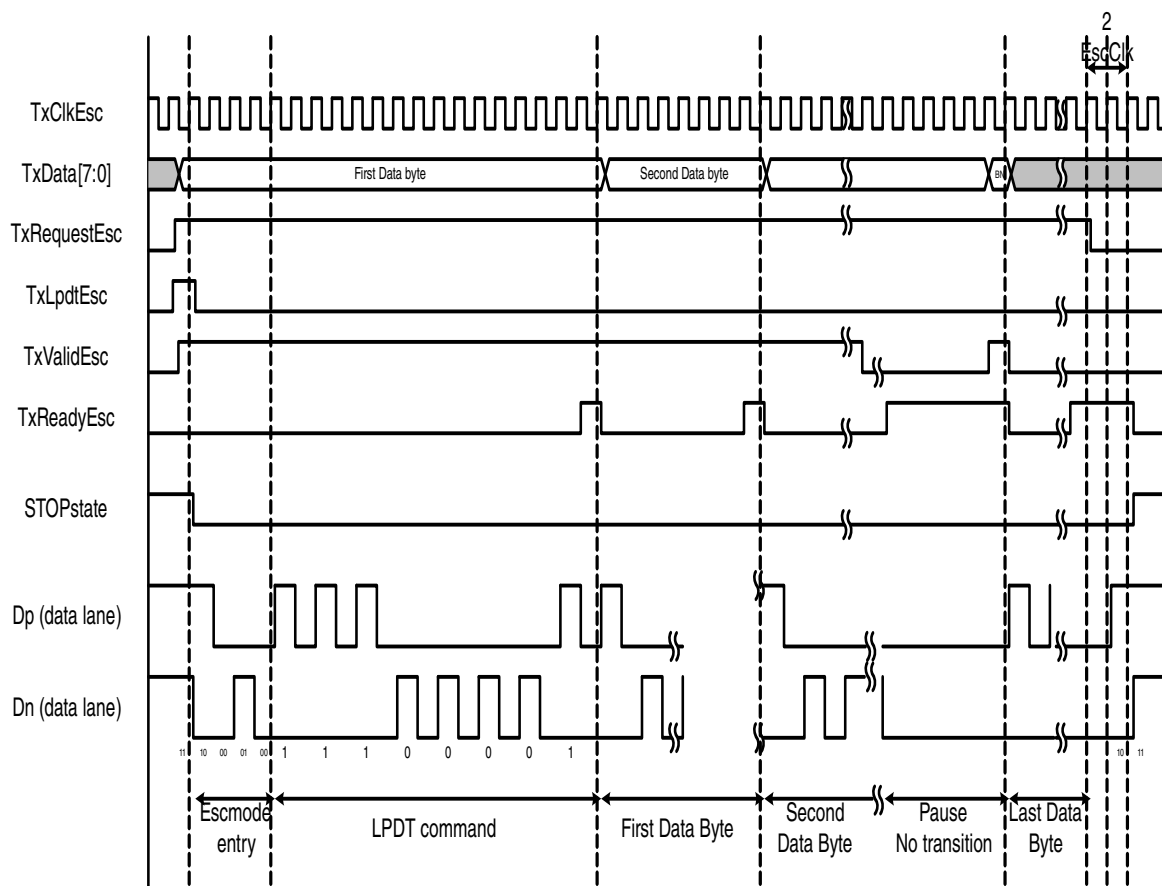 2
EscClk
TxClkEsc
TxData[7:0]
First Data byte
Second Data byte
BN
TxRequestEsc
TxLpdtEsc
TxValidEsc
TxReadyEsc
STOPstate
Dp (data lane)
Dn (data lane)
11 10 00 01 00 1 1 1 0 0 0 0 1 10 11
Escmode
entry
LPDT command
First Data Byte
Second
Data Byte
Pause
No transition
Last Data
Byte